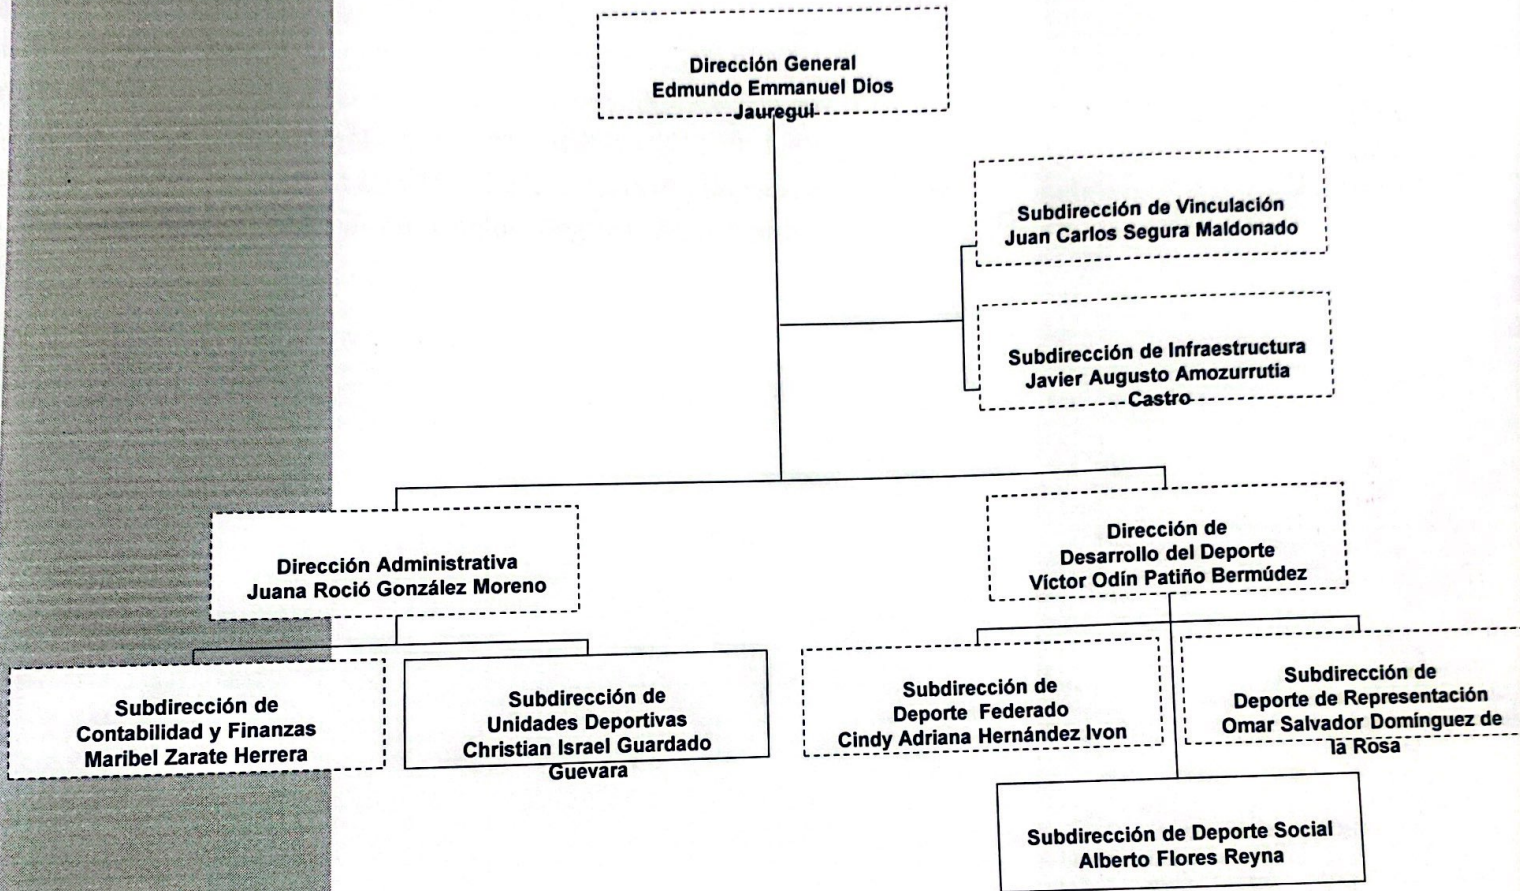 Dirección General
Edmundo Emmanuel Dios
Jauregui
Subdirección de Vinculación
Juan Carlos Segura Maldonado
Subdirección de Infraestructura
Javier Augusto Amozurrutia
Castro
Dirección Administrativa
Juana Roció González Moreno
Dirección de
Desarrollo del Deporte
Víctor Odín Patiño Bermúdez
Subdirección de
Contabilidad y Finanzas
Maribel Zarate Herrera
Subdirección de
Unidades Deportivas
Christian Israel Guardado
Guevara
Subdirección de
Deporte Federado
Cindy Adriana Hernández Ivon
Subdirección de
Deporte de Representación
Omar Salvador Domínguez de
la Rosa
Subdirección de Deporte Social
Alberto Flores Reyna